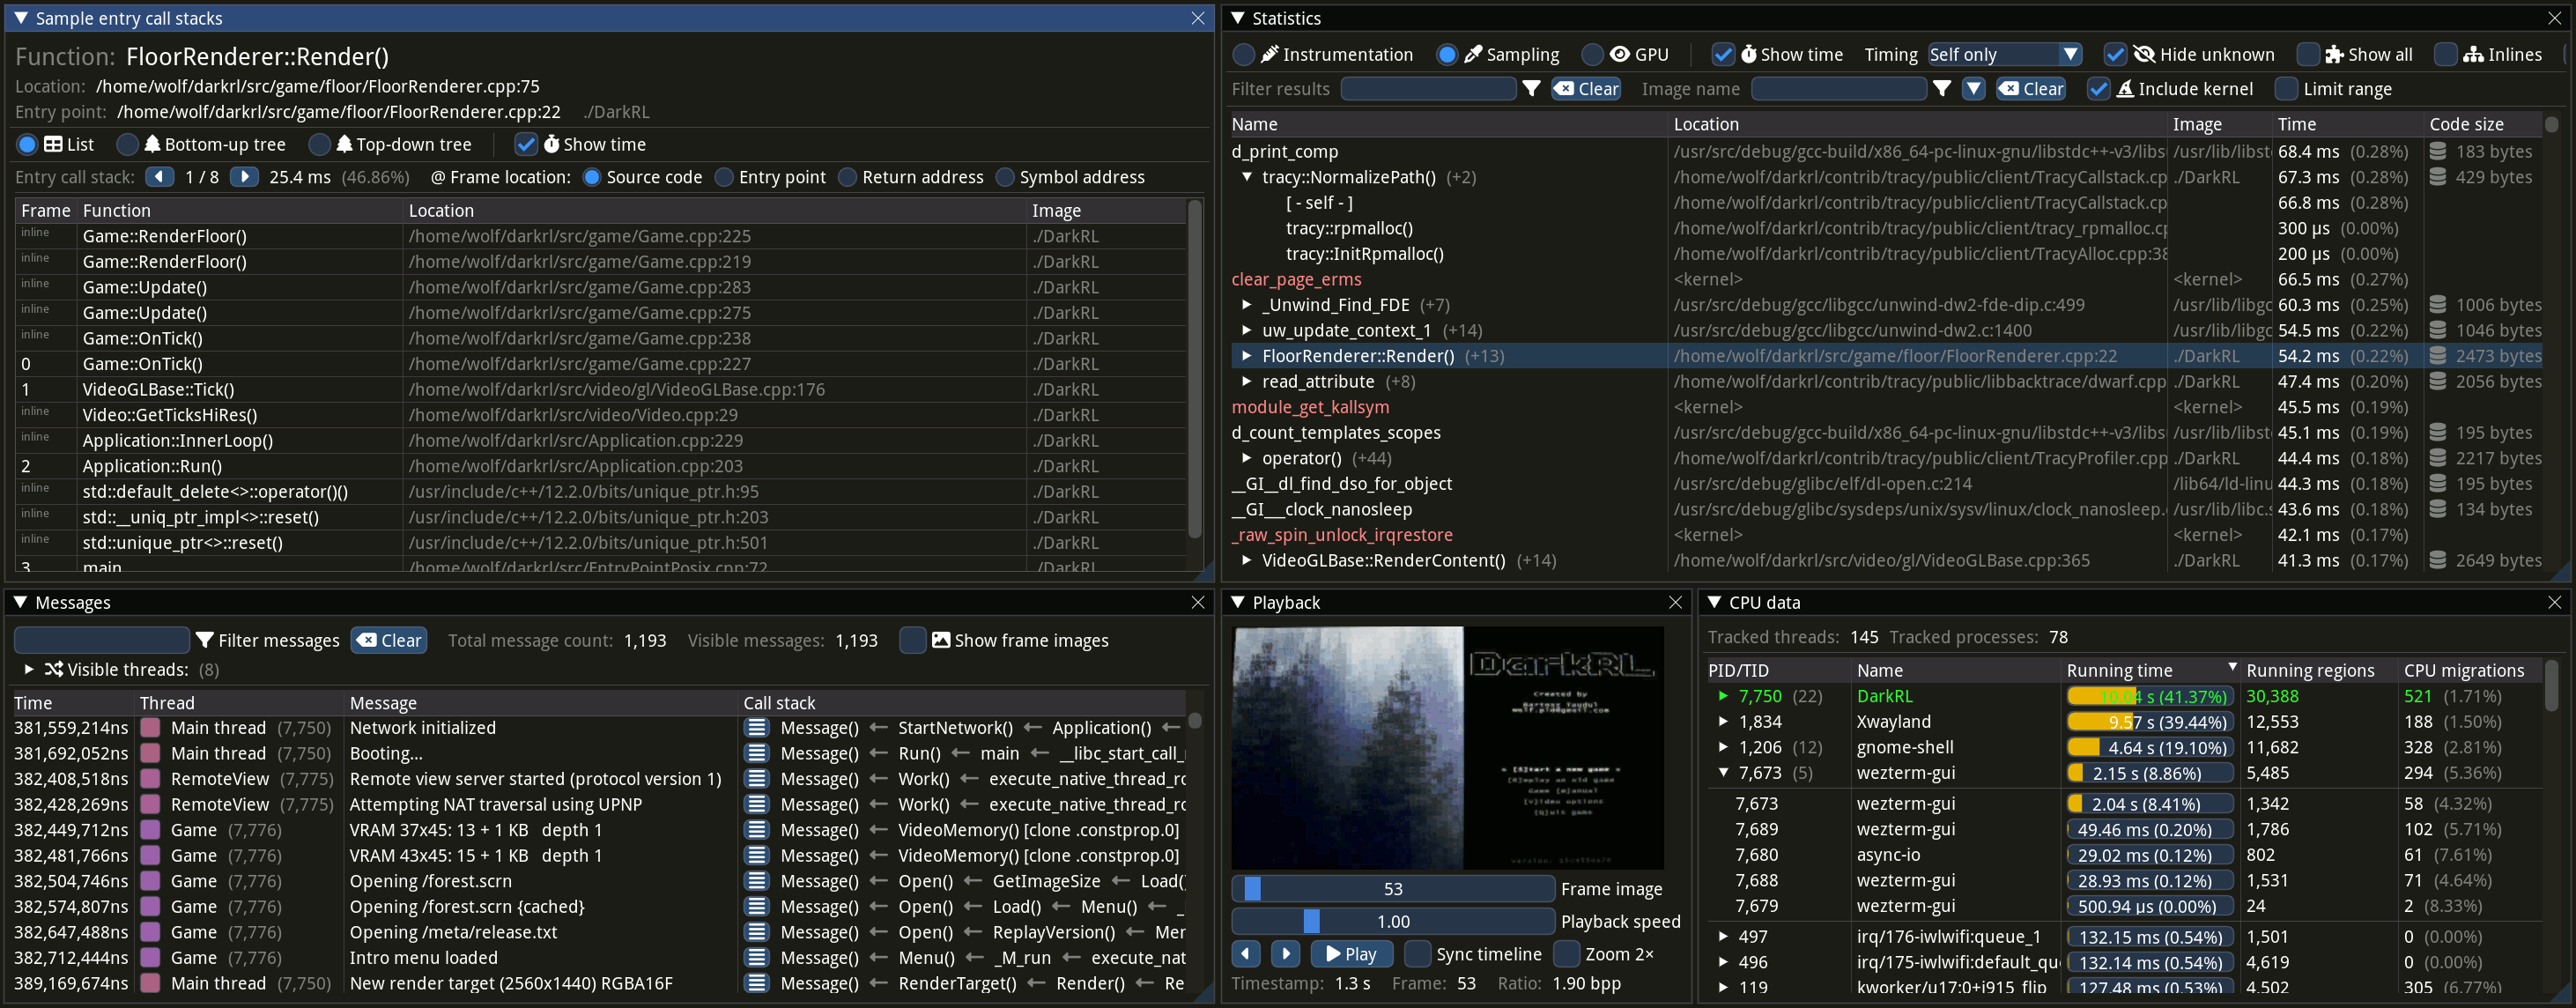 Sample entry call stacks
Function: FloorRenderer::Render()
Location: /home/wolf/darkrl/src/game/floor/FloorRenderer.cpp:75
Entry point: /home/wolf/darkrl/src/game/floor/FloorRenderer.cpp:22 ./DarkRL
List Bottom-up tree Top-down tree Show time
Entry call stack: 1 / 8 25.4 ms (46.86%) @ Frame location: Source code Entry point Return address Symbol address
Frame Function Location Image
inline Game::RenderFloor() /home/wolf/darkrl/src/game/Game.cpp:225 ./DarkRL
inline Game::RenderFloor() /home/wolf/darkrl/src/game/Game.cpp:219 ./DarkRL
inline Game::Update() /home/wolf/darkrl/src/game/Game.cpp:283 ./DarkRL
inline Game::Update() /home/wolf/darkrl/src/game/Game.cpp:275 ./DarkRL
inline Game::OnTick() /home/wolf/darkrl/src/game/Game.cpp:238 ./DarkRL
0 Game::OnTick() /home/wolf/darkrl/src/game/Game.cpp:227 ./DarkRL
1 VideoGLBase::Tick() /home/wolf/darkrl/src/video/gl/VideoGLBase.cpp:176 ./DarkRL
inline Video::GetTicksHiRes() /home/wolf/darkrl/src/video/Video.cpp:29 ./DarkRL
inline Application::InnerLoop() /home/wolf/darkrl/src/Application.cpp:229 ./DarkRL
2 Application::Run() /home/wolf/darkrl/src/Application.cpp:203 ./DarkRL
inline std::default_delete<>::operator()() /usr/include/c++/12.2.0/bits/unique_ptr.h:95 ./DarkRL
inline std::__uniq_ptr_impl<>::reset() /usr/include/c++/12.2.0/bits/unique_ptr.h:203 ./DarkRL
inline std::unique_ptr<>::reset() /usr/include/c++/12.2.0/bits/unique_ptr.h:501 ./DarkRL
3 main /home/wolf/darkrl/src/EntryPointPosix.cpp:72 ./DarkRL
Statistics
Instrumentation Sampling GPU Show time Timing Self only Hide unknown Show all Inlines
Filter results Clear Image name Clear Include kernel Limit range
Name Location Image Time Code size
d_print_comp /usr/src/debug/gcc-build/x86_64-pc-linux-gnu/libstdc++-v3/libs /usr/lib/libst 68.4 ms (0.28%) 183 bytes
tracy::NormalizePath() (+2) /home/wolf/darkrl/contrib/tracy/public/client/TracyCallstack.cp ./DarkRL 67.3 ms (0.28%) 429 bytes
[ - self - ] /home/wolf/darkrl/contrib/tracy/public/client/TracyCallstack.cp 66.8 ms (0.28%)
tracy::rpmalloc() /home/wolf/darkrl/contrib/tracy/public/client/tracy_rpmalloc.cp 300 µs (0.00%)
tracy::InitRpmalloc() /home/wolf/darkrl/contrib/tracy/public/client/TracyAlloc.cpp:38 200 µs (0.00%)
clear_page_erms <kernel> <kernel> 66.5 ms (0.27%)
_Unwind_Find_FDE (+7) /usr/src/debug/gcc/libgcc/unwind-dw2-fde-dip.c:499 /usr/lib/libgc 60.3 ms (0.25%) 1006 bytes
uw_update_context_1 (+14) /usr/src/debug/gcc/libgcc/unwind-dw2.c:1400 /usr/lib/libgc 54.5 ms (0.22%) 1046 bytes
FloorRenderer::Render() (+13) /home/wolf/darkrl/src/game/floor/FloorRenderer.cpp:22 ./DarkRL 54.2 ms (0.22%) 2473 bytes
read_attribute (+8) /home/wolf/darkrl/contrib/tracy/public/libbacktrace/dwarf.cpp ./DarkRL 47.4 ms (0.20%) 2056 bytes
module_get_kallsym <kernel> <kernel> 45.5 ms (0.19%)
d_count_templates_scopes /usr/src/debug/gcc-build/x86_64-pc-linux-gnu/libstdc++-v3/libs /usr/lib/libst 45.1 ms (0.19%) 195 bytes
operator() (+44) /home/wolf/darkrl/contrib/tracy/public/client/TracyProfiler.cpp ./DarkRL 44.4 ms (0.18%) 2217 bytes
__GI__dl_find_dso_for_object /usr/src/debug/glibc/elf/dl-open.c:214 /lib64/ld-linu 44.3 ms (0.18%) 195 bytes
__GI___clock_nanosleep /usr/src/debug/glibc/sysdeps/unix/sysv/linux/clock_nanosleep. /usr/lib/libc.s 43.6 ms (0.18%) 134 bytes
_raw_spin_unlock_irqrestore <kernel> <kernel> 42.1 ms (0.17%)
VideoGLBase::RenderContent() (+14) /home/wolf/darkrl/src/video/gl/VideoGLBase.cpp:365 ./DarkRL 41.3 ms (0.17%) 2649 bytes
Messages
Filter messages Clear Total message count: 1,193 Visible messages: 1,193 Show frame images
Visible threads: (8)
Time Thread Message Call stack
381,559,214ns Main thread (7,750) Network initialized Message() ← StartNetwork() ← Application() ←
381,692,052ns Main thread (7,750) Booting... Message() ← Run() ← main ← __libc_start_call_
382,408,518ns RemoteView (7,775) Remote view server started (protocol version 1) Message() ← Work() ← execute_native_thread_ro
382,428,269ns RemoteView (7,775) Attempting NAT traversal using UPNP Message() ← Work() ← execute_native_thread_ro
382,449,712ns Game (7,776) VRAM 37x45: 13 + 1 KB depth 1 Message() ← VideoMemory() [clone .constprop.0]
382,481,766ns Game (7,776) VRAM 43x45: 15 + 1 KB depth 1 Message() ← VideoMemory() [clone .constprop.0]
382,504,746ns Game (7,776) Opening /forest.scrn Message() ← Open() ← GetImageSize ← Load()
382,574,807ns Game (7,776) Opening /forest.scrn {cached} Message() ← Open() ← Load() ← Menu() ← _
382,647,488ns Game (7,776) Opening /meta/release.txt Message() ← Open() ← ReplayVersion() ← Mer
382,712,444ns Game (7,776) Intro menu loaded Message() ← Menu() ← _M_run ← execute_nat
389,169,674ns Main thread (7,750) New render target (2560x1440) RGBA16F Message() ← RenderTarget() ← Render() ← Re
Playback
DarkRL
Created by
[S]tart a new game
[R]eplay an old game
Game [m]anual
[V]ideo options
[Q]uit game
53 Frame image
1.00 Playback speed
Play Sync timeline Zoom 2×
Timestamp: 1.3 s Frame: 53 Ratio: 1.90 bpp
CPU data
Tracked threads: 145 Tracked processes: 78
PID/TID Name Running time Running regions CPU migrations
7,750 (22) DarkRL 10.04 s (41.37%) 30,388 521 (1.71%)
1,834 Xwayland 9.57 s (39.44%) 12,553 188 (1.50%)
1,206 (12) gnome-shell 4.64 s (19.10%) 11,682 328 (2.81%)
7,673 (5) wezterm-gui 2.15 s (8.86%) 5,485 294 (5.36%)
7,673 wezterm-gui 2.04 s (8.41%) 1,342 58 (4.32%)
7,689 wezterm-gui 49.46 ms (0.20%) 1,786 102 (5.71%)
7,680 async-io 29.02 ms (0.12%) 802 61 (7.61%)
7,688 wezterm-gui 28.93 ms (0.12%) 1,531 71 (4.64%)
7,679 wezterm-gui 500.94 µs (0.00%) 24 2 (8.33%)
497 irq/176-iwlwifi:queue_1 132.15 ms (0.54%) 1,501 0 (0.00%)
496 irq/175-iwlwifi:default_qu 132.14 ms (0.54%) 4,619 0 (0.00%)
119 kworker/u17:0+i915_flip 127.48 ms (0.53%) 4,502 305 (6.77%)